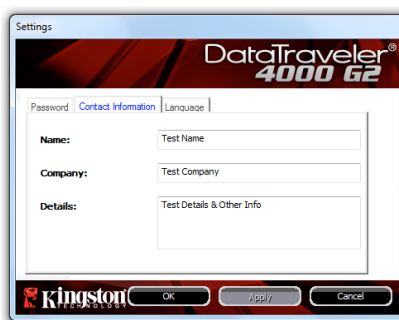 Settings
DataTraveler®
4000 G2
Password Contact Information Language
Name: Test Name
Company: Test Company
Details: Test Details & Other Info
Kingston OK Apply Cancel
TECHNOLOGY